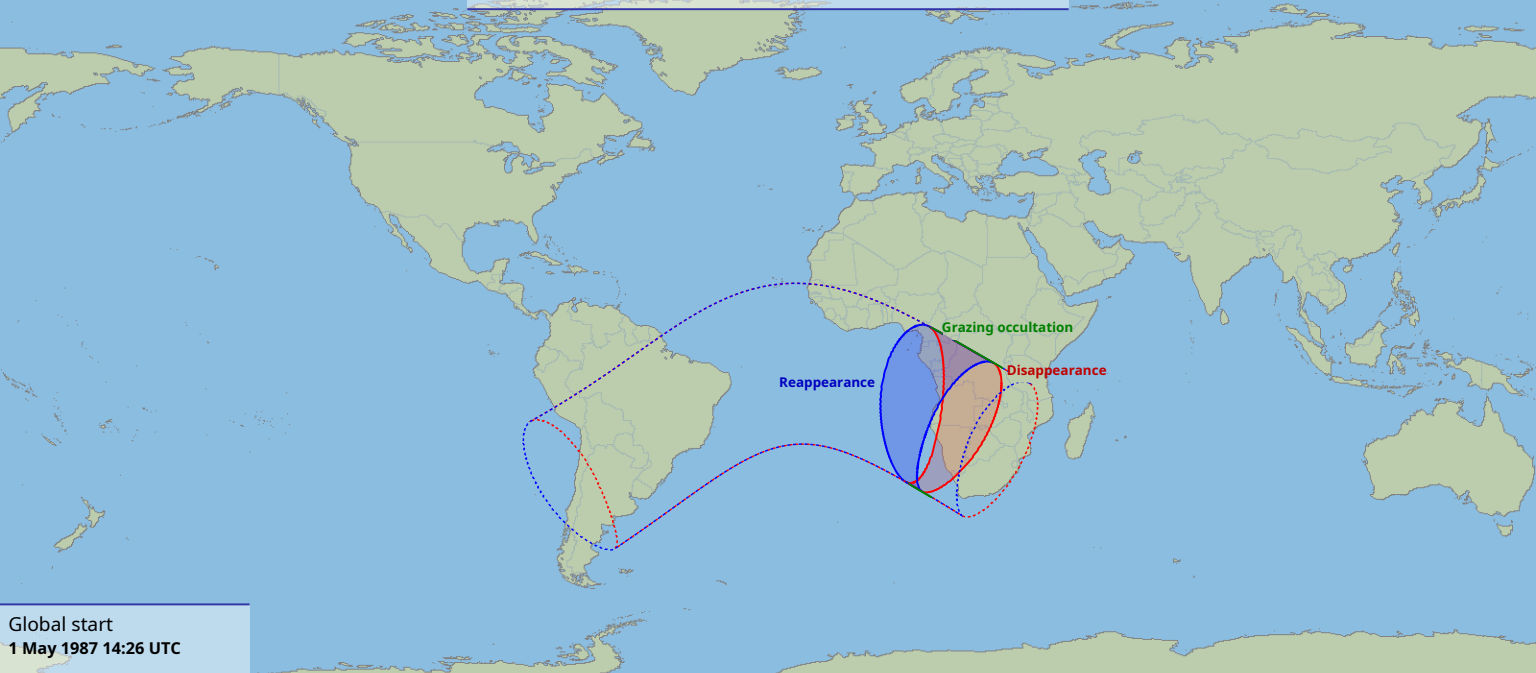 Grazing occultation
Disappearance
Reappearance
Global start
1 May 1987 14:26 UTC